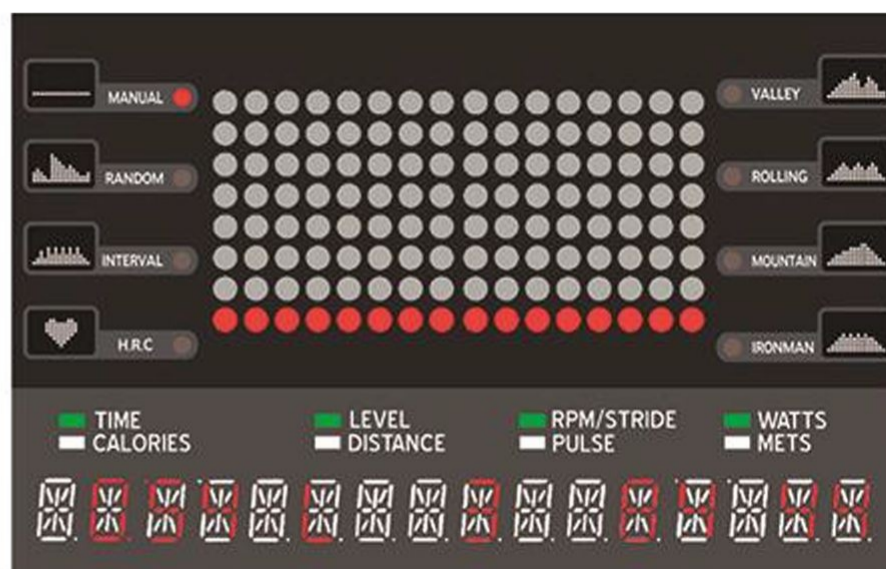 MANUAL
RANDOM
INTERVAL
H.R.C
VALLEY
ROLLING
MOUNTAIN
IRONMAN
TIME LEVEL RPM/STRIDE WATTS
CALORIES DISTANCE PULSE METS